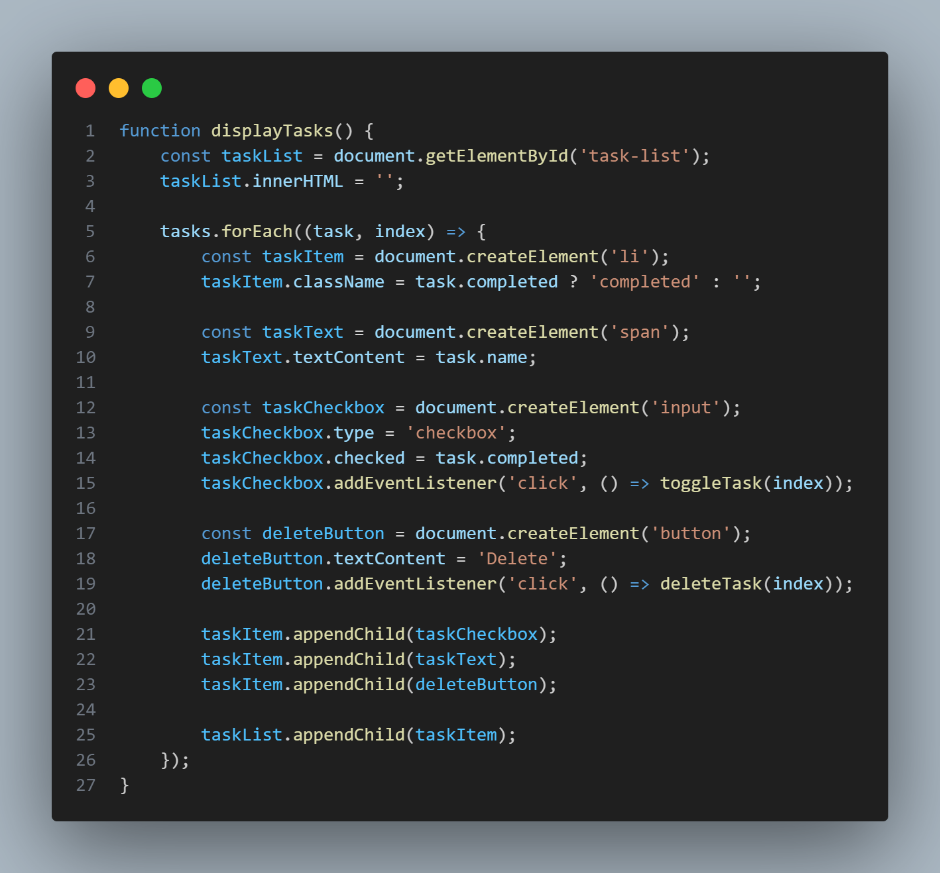 1 function displayTasks() {
2     const taskList = document.getElementById('task-list');
3     taskList.innerHTML = '';
4
5     tasks.forEach((task, index) => {
6         const taskItem = document.createElement('li');
7         taskItem.className = task.completed ? 'completed' : '';
8
9         const taskText = document.createElement('span');
10         taskText.textContent = task.name;
11
12         const taskCheckbox = document.createElement('input');
13         taskCheckbox.type = 'checkbox';
14         taskCheckbox.checked = task.completed;
15         taskCheckbox.addEventListener('click', () => toggleTask(index));
16
17         const deleteButton = document.createElement('button');
18         deleteButton.textContent = 'Delete';
19         deleteButton.addEventListener('click', () => deleteTask(index));
20
21         taskItem.appendChild(taskCheckbox);
22         taskItem.appendChild(taskText);
23         taskItem.appendChild(deleteButton);
24
25         taskList.appendChild(taskItem);
26     });
27 }